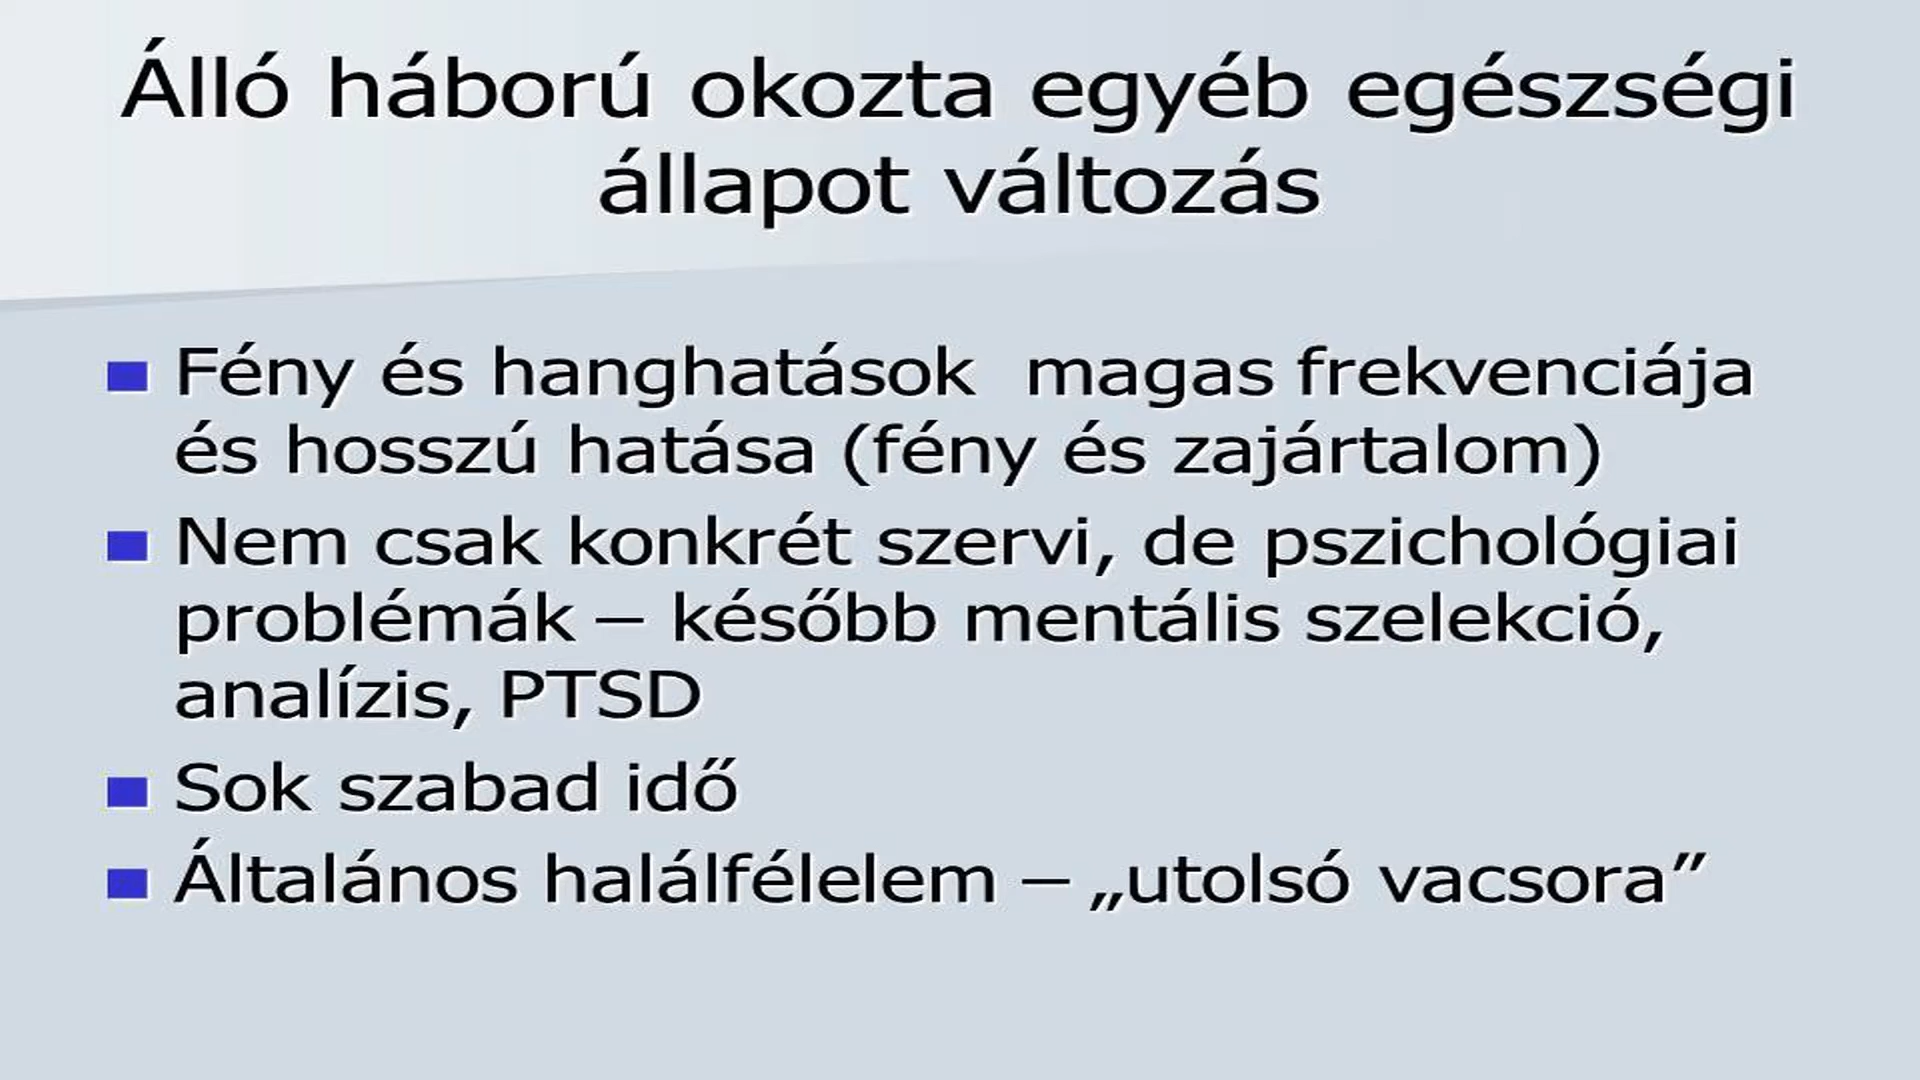 Álló háború okozta egyéb egészségi
állapot változás
Fény és hanghatások magas frekvenciája
és hosszú hatása (fény és zajártalom)
Nem csak konkrét szervi, de pszichológiai
problémák – később mentális szelekció,
analízis, PTSD
Sok szabad idő
Általános halálfélelem – „utolsó vacsora”